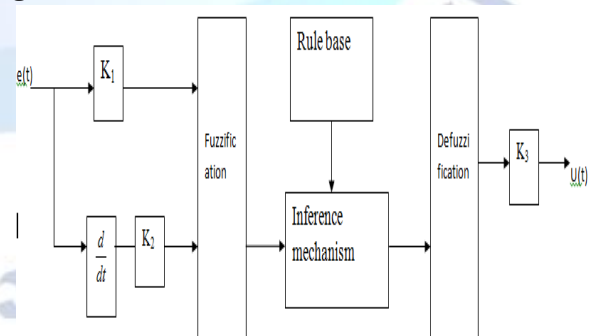 e(t)
K₁
Fuzzific
ation
Rule base
Defuzzi
fication
K₃
U(t)
d
dt
K₂
Inference
mechanism